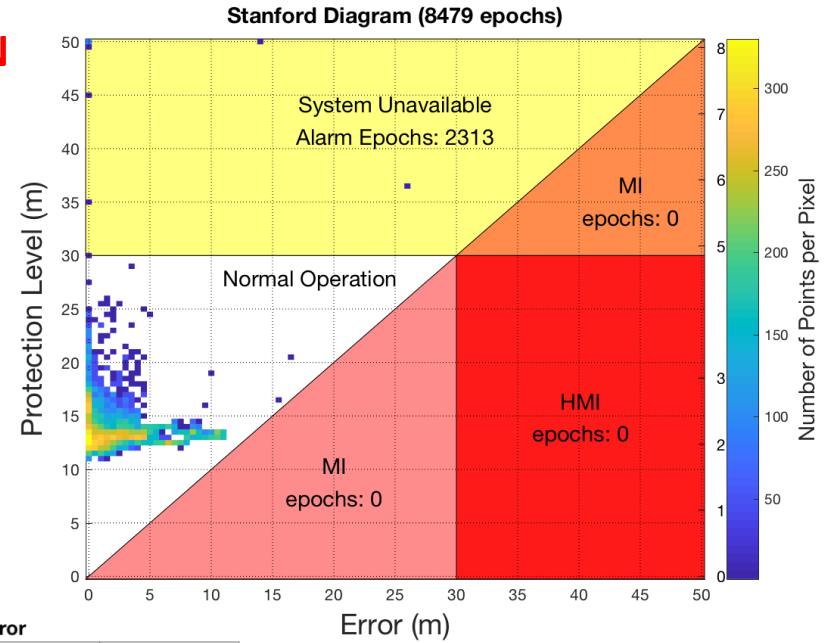 Stanford Diagram (8479 epochs)
50
45
40
35
30
25
20
15
10
5
0
Protection Level (m)
System Unavailable
Alarm Epochs: 2313
MI
epochs: 0
Normal Operation
HMI
epochs: 0
MI
epochs: 0
0 5 10 15 20 25 30 35 40 45 50
Error (m)
8
7
6
5
3
2
1
0
300
250
200
150
100
50
Number of Points per Pixel